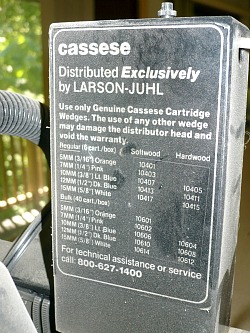 cassese
Distributed Exclusively
by LARSON-JUHL
Use only Genuine Cassese Cartridge
Wedges. The use of any other wedge
may damage the distributor head and
void the warranty.
Regular (6cart./box) Softwood Hardwood
5MM (3/16") Orange 10401
7MM (1/4") Pink 10403
10MM (3/8") Lt. Blue 10407 10405
12MM (1/2") Dk. Blue 10413 10411
15MM (5/8") White 10417 10415
Bulk (40 cart./box)
5MM (3/16") Orange 10601
7MM (1/4") Pink 10602
10MM (3/8") Lt. Blue 10606 10604
12MM (1/2") Dk. Blue 10610 10608
15MM (5/8") White 10614 10612
For technical assistance or service
call: 800-627-1400